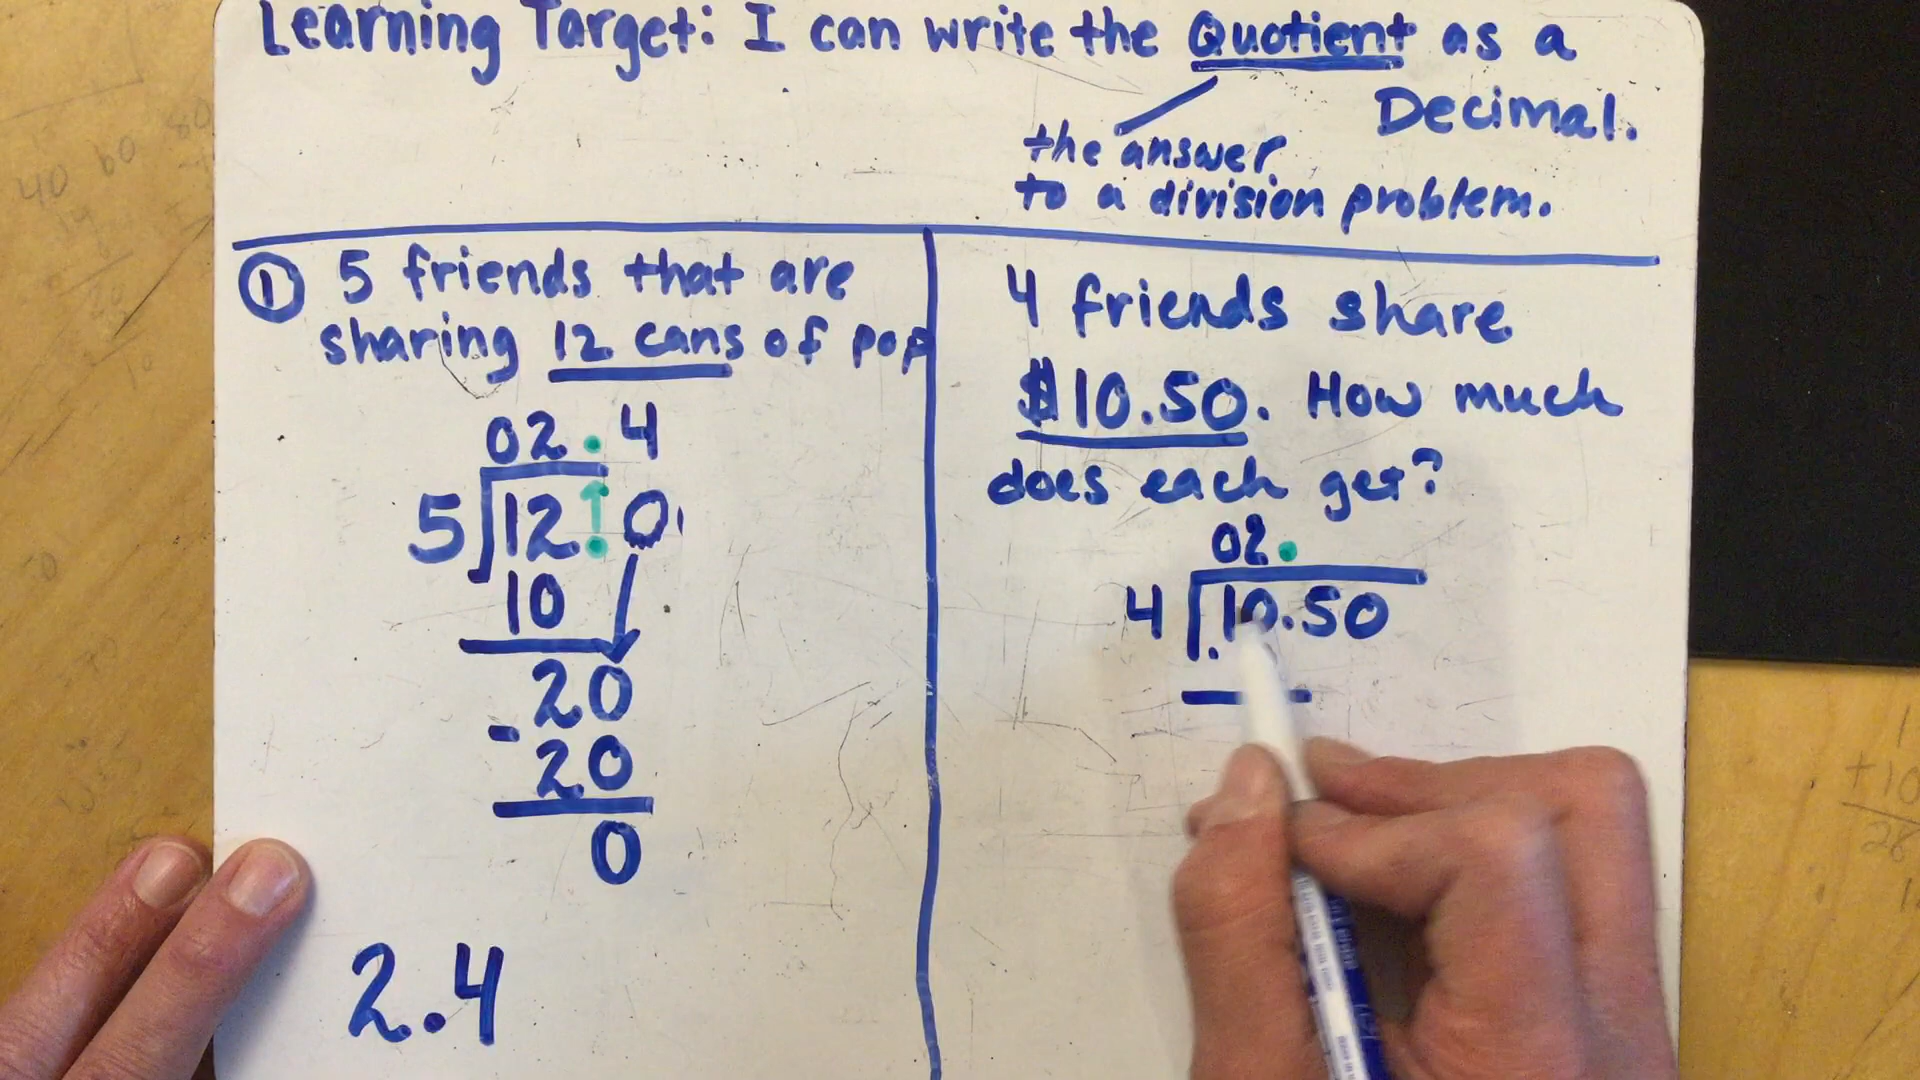 Learning Target: I can write the Quotient as a
Decimal.
the answer
to a division problem.
① 5 friends that are
sharing 12 cans of pop
02.4
5 12.0
10
20
- 20
0
2.4
4 friends share
$10.50. How much
does each get?
02.
4 10.50